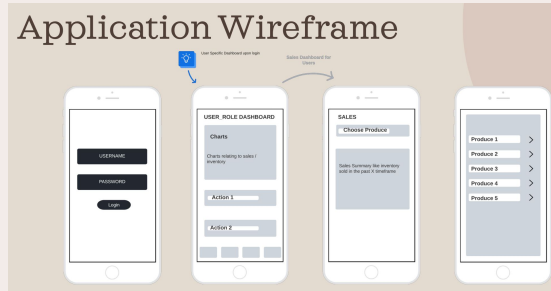 Application Wireframe
User Specific Dashboard upon login
Sales Dashboard for
Users
USERNAME
PASSWORD
Login
USER_ROLE DASHBOARD
Charts
Charts relating to sales /
inventory
Action 1
Action 2
SALES
Choose Produce
Sales Summary like inventory
sold in the past X timeframe
Produce 1
Produce 2
Produce 3
Produce 4
Produce 5